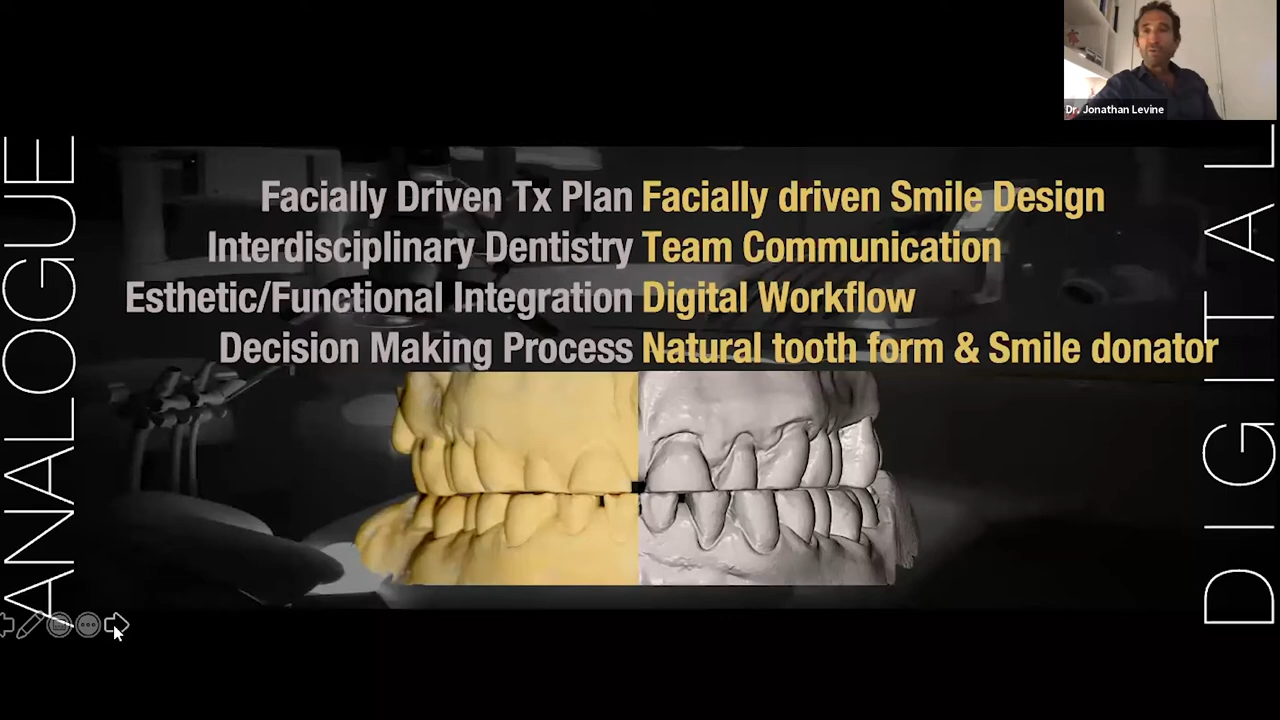 Dr. Jonathan Levine
ANALOGUE
Facially Driven Tx Plan Facially driven Smile Design
Interdisciplinary Dentistry Team Communication
Esthetic/Functional Integration Digital Workflow
Decision Making Process Natural tooth form & Smile donator
DIGITAL